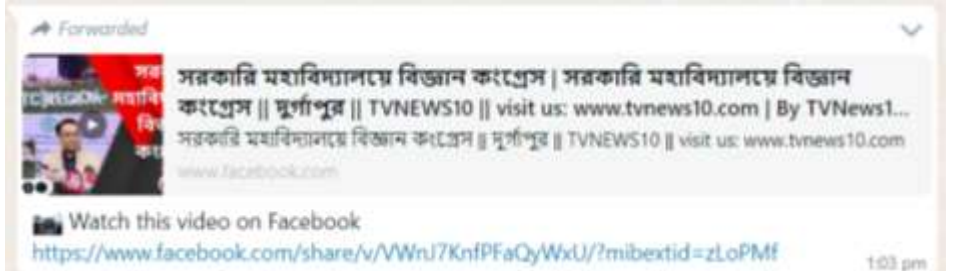 Forwarded
সরকারি মহাবিদ্যালয়ে বিজ্ঞান কংগ্রেস | সরকারি মহাবিদ্যালয়ে বিজ্ঞান
কংগ্রেস || দুর্গাপুর || TVNEWS10 || visit us: www.tvnews10.com | By TVNews1...
সরকারি মহাবিদ্যালয়ে বিজ্ঞান কংগ্রেস || দুর্গাপুর || TVNEWS10 || visit us: www.tvnews10.com
www.facebook.com
Watch this video on Facebook
https://www.facebook.com/share/v/VWrJ7KnfPFaQyWxU/?mibextid=zLoPMf
1:03 pm